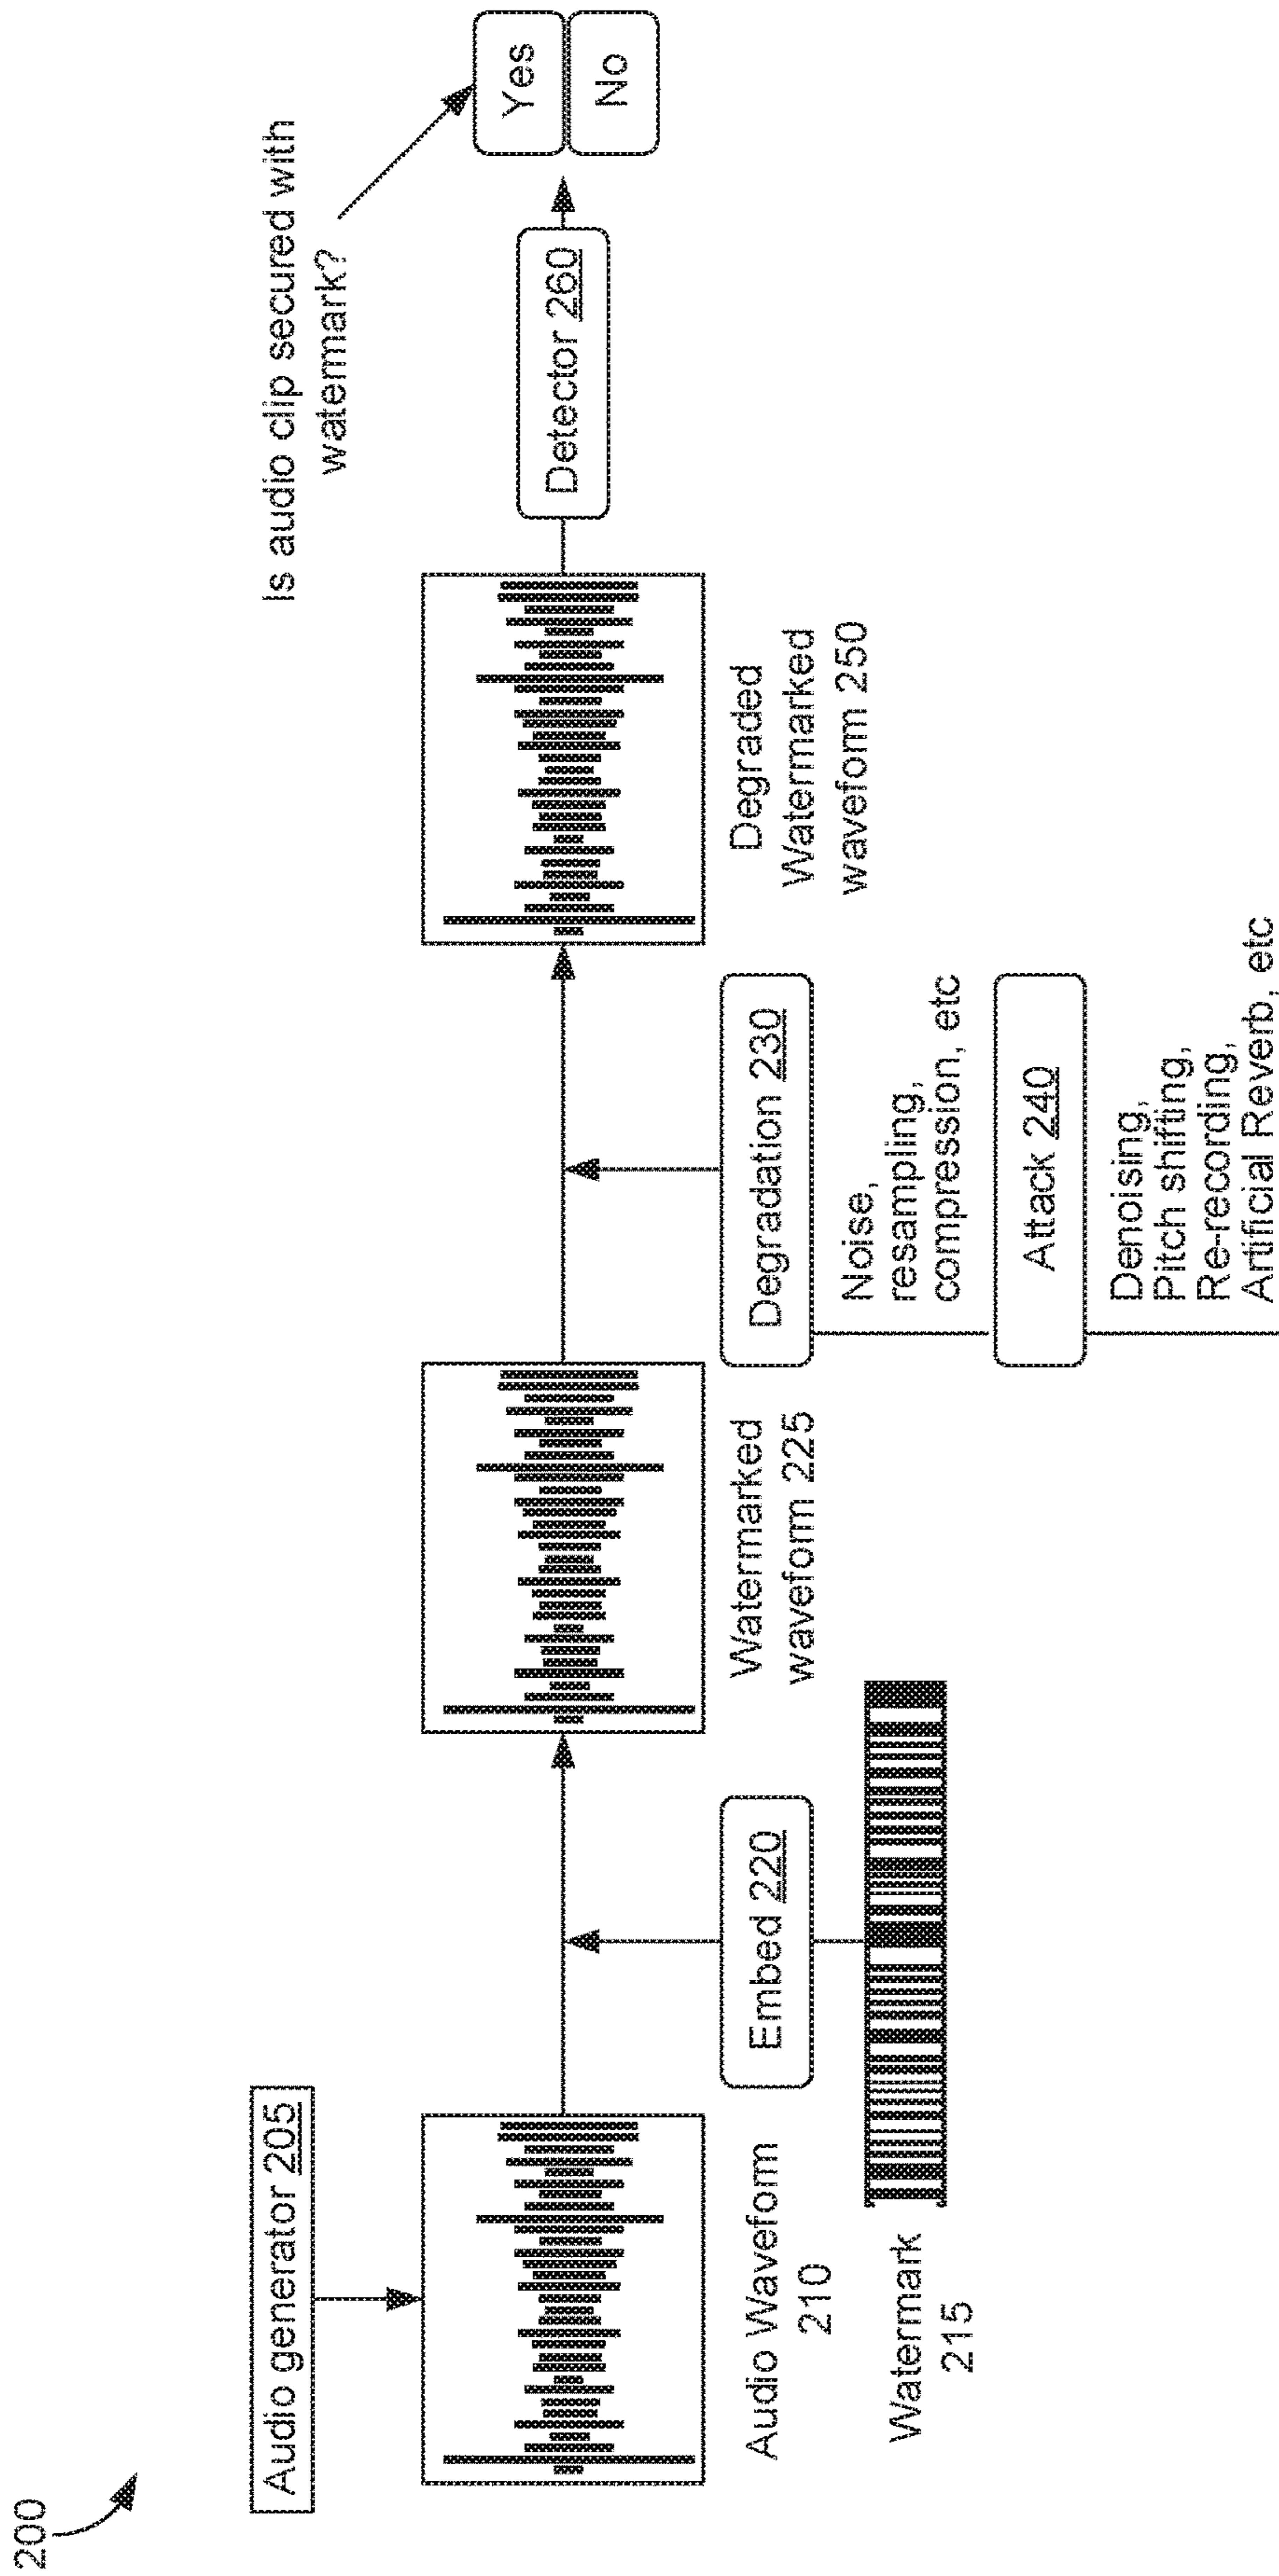 200
Audio generator 205
Audio Waveform
210
Watermark
215
Embed 220
Watermarked
waveform 225
Degradation 230
Noise,
resampling,
compression, etc
Attack 240
Denoising,
Pitch shifting,
Re-recording,
Artificial Reverb, etc
Degraded
Watermarked
waveform 250
Detector 260
Is audio clip secured with
watermark?
Yes
No